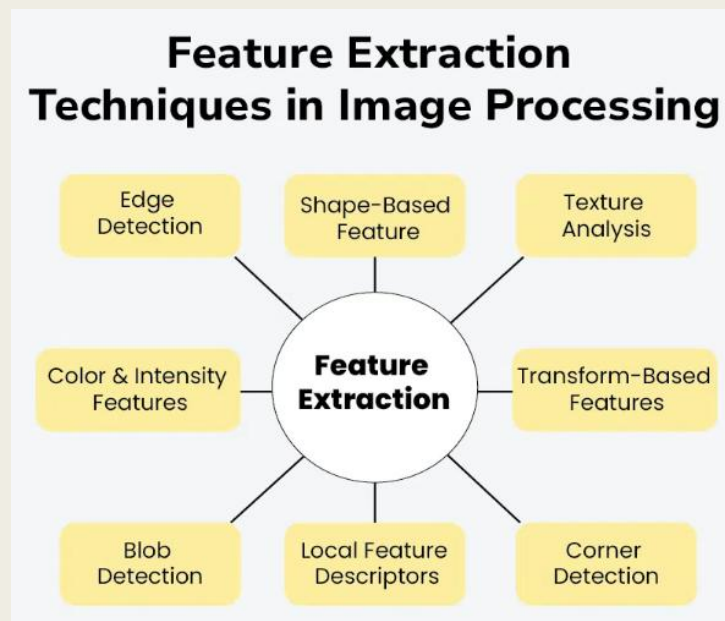 Feature Extraction
Techniques in Image Processing
Edge
Detection
Shape-Based
Feature
Texture
Analysis
Color & Intensity
Features
Feature
Extraction
Transform-Based
Features
Blob
Detection
Local Feature
Descriptors
Corner
Detection